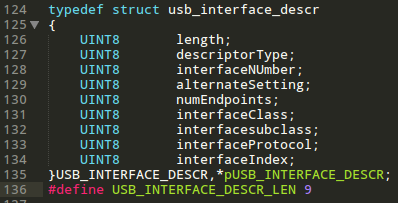 124 typedef struct usb_interface_descr
125 {
126     UINT8        length;
127     UINT8        descriptorType;
128     UINT8        interfaceNUmber;
129     UINT8        alternateSetting;
130     UINT8        numEndpoints;
131     UINT8        interfaceClass;
132     UINT8        interfacesubclass;
133     UINT8        interfaceProtocol;
134     UINT8        interfaceIndex;
135 }USB_INTERFACE_DESCR,*pUSB_INTERFACE_DESCR;
136 #define USB_INTERFACE_DESCR_LEN 9